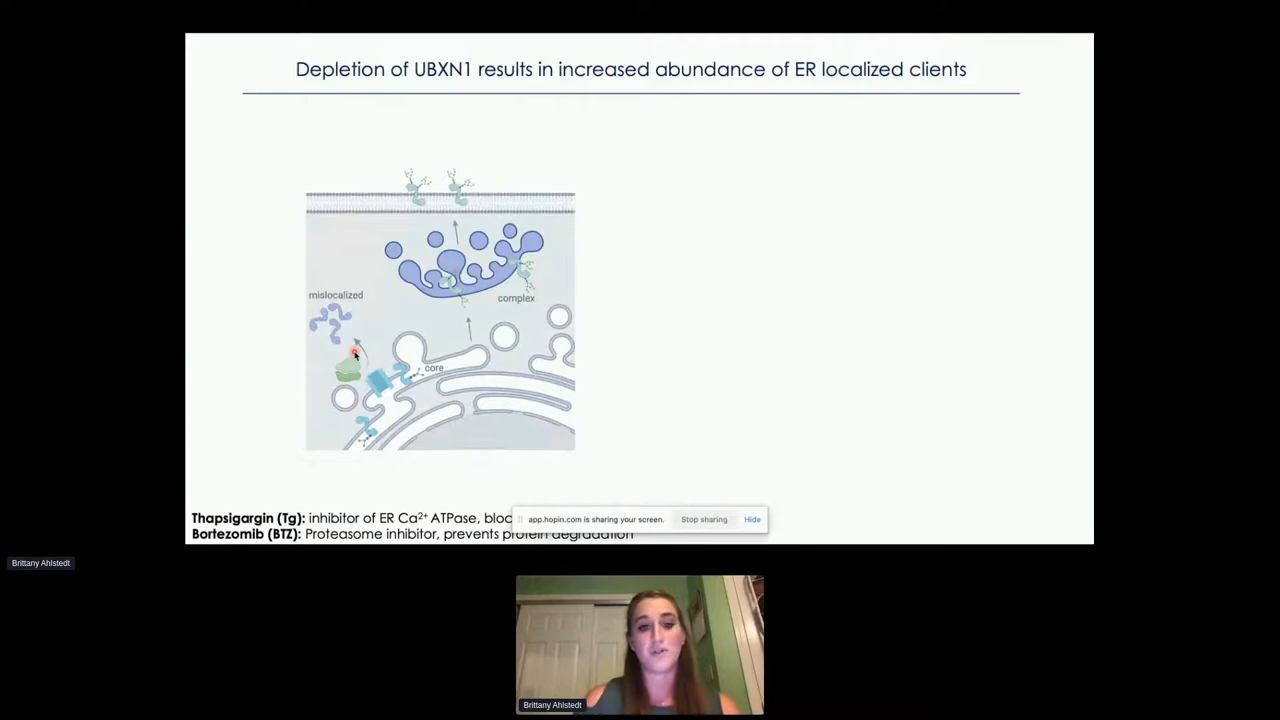 Depletion of UBXN1 results in increased abundance of ER localized clients
mislocalized
complex
core
Thapsigargin (Tg): inhibitor of ER Ca²⁺ ATPase,
Bortezomib (BTZ): Proteasome inhibitor, prevents protein degradation
app.hopin.com is sharing your screen.
Stop sharing
Hide
Brittany Ahlstedt
Brittany Ahlstedt